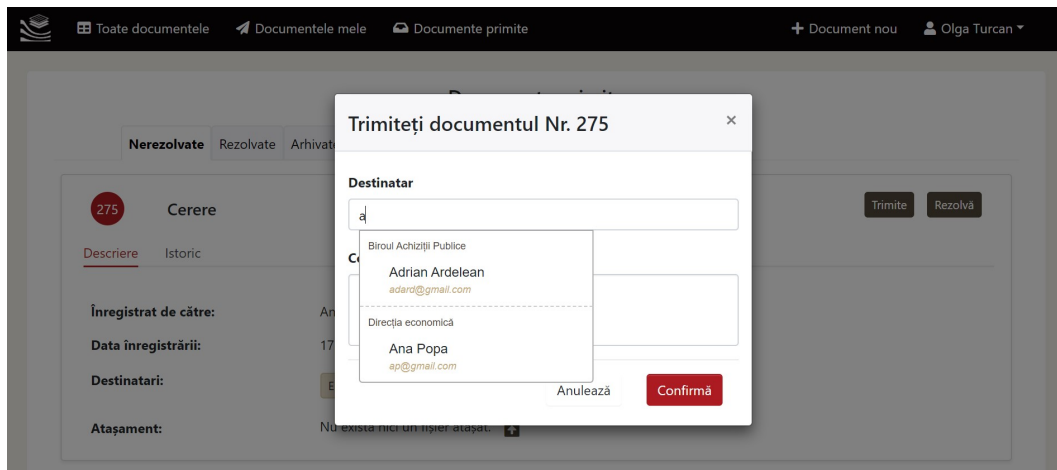 Toate documentele Documentele mele Documente primite Document nou Olga Turcan
Trimiteți documentul Nr. 275 ×
Nerezolvate Rezolvate
Destinatar
275 Cerere a Trimite Rezolvă
Descriere Istoric
Biroul Achiziții Publice
Adrian Ardelean
adard@gmail.com
Înregistrat de către:
Direcția economică
Data înregistrării: 17
Ana Popa
ap@gmail.com
Destinatari:
Anulează Confirmă
Atașament: Nu există nici un fișier atașat.